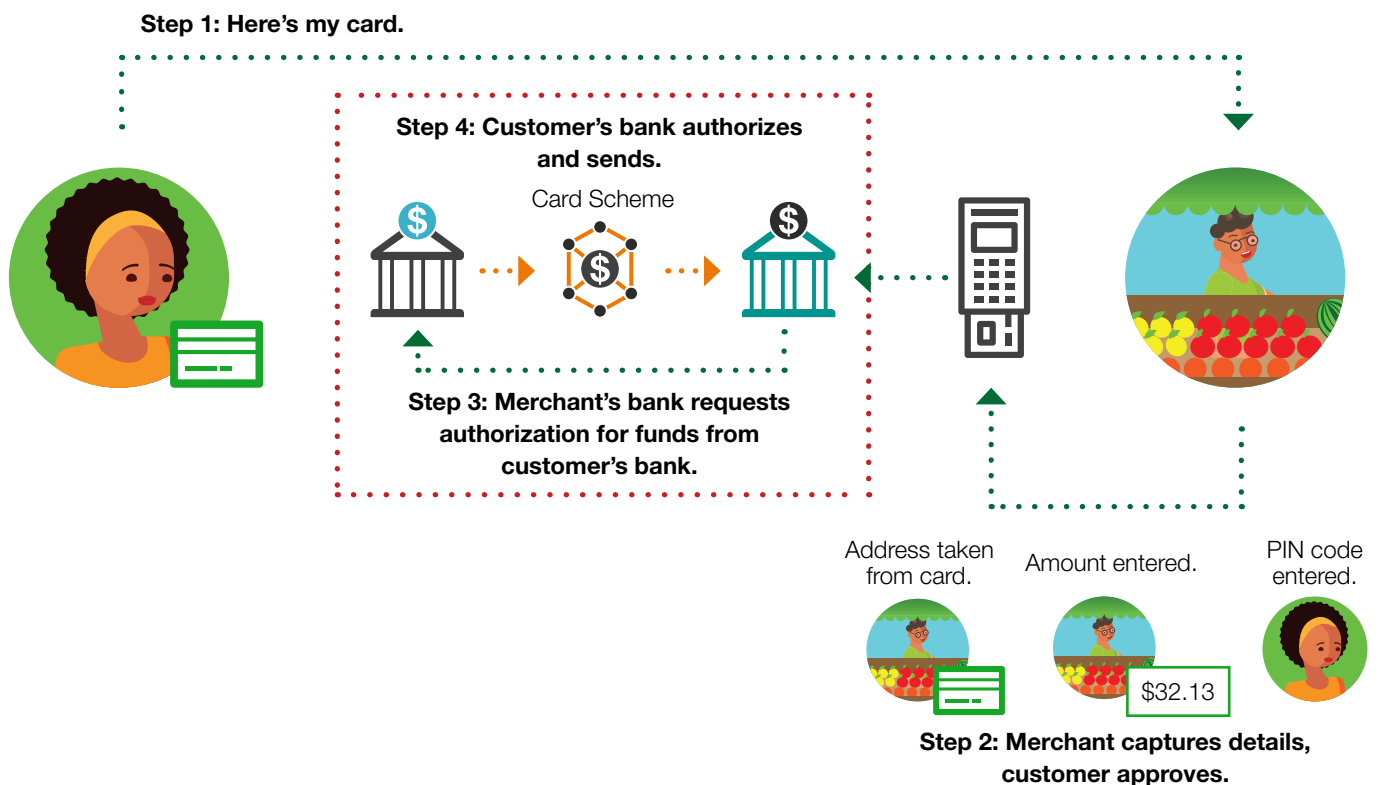 Step 1: Here’s my card.
Step 4: Customer’s bank authorizes
and sends.
Card Scheme
$
$
$
Step 3: Merchant’s bank requests
authorization for funds from
customer’s bank.
Address taken
from card.
Amount entered.
PIN code
entered.
$32.13
Step 2: Merchant captures details,
customer approves.